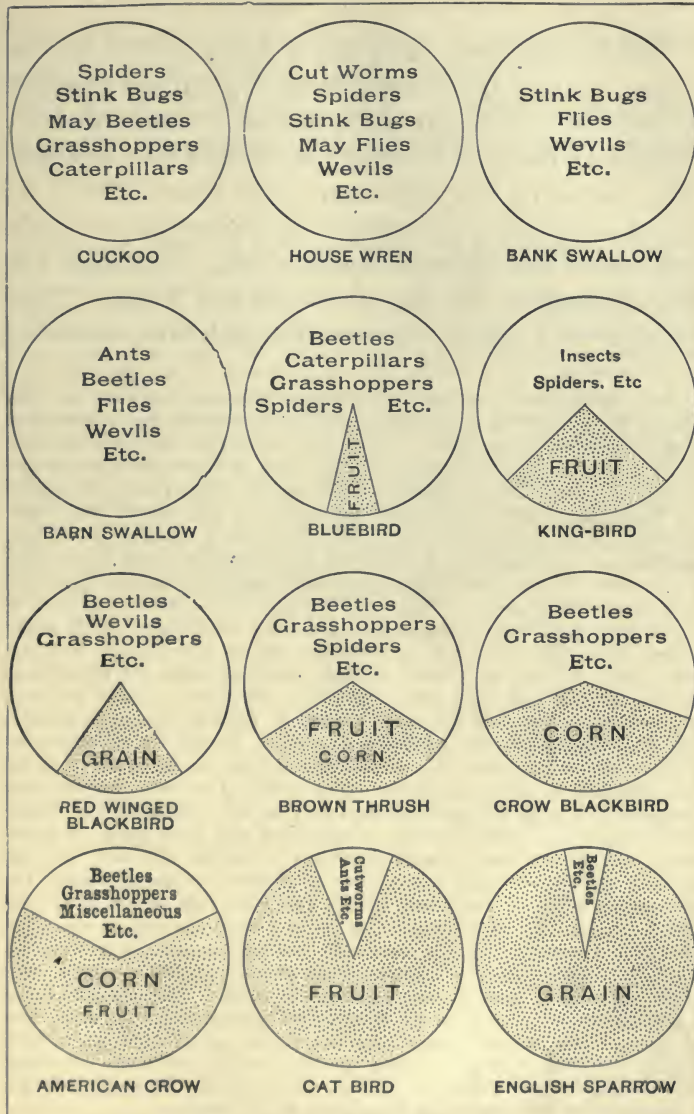 Spiders
Stink Bugs
May Beetles
Grasshoppers
Caterpillars
Etc.
CUCKOO
Cut Worms
Spiders
Stink Bugs
May Flies
Wevils
Etc.
HOUSE WREN
Stink Bugs
Flies
Wevils
Etc.
BANK SWALLOW
Ants
Beetles
Flies
Wevils
Etc.
BARN SWALLOW
Beetles
Caterpillars
Grasshoppers
Spiders Etc.
FRUIT
BLUEBIRD
Insects
Spiders. Etc
FRUIT
KING-BIRD
Beetles
Wevils
Grasshoppers
Etc.
GRAIN
RED WINGED
BLACKBIRD
Beetles
Grasshoppers
Spiders
Etc.
FRUIT
CORN
BROWN THRUSH
Beetles
Grasshoppers
Etc.
CORN
CROW BLACKBIRD
Beetles
Grasshoppers
Miscellaneous
Etc.
CORN
FRUIT
AMERICAN CROW
Cutworms
Ants Etc.
FRUIT
CAT BIRD
Beetles
Etc.
GRAIN
ENGLISH SPARROW